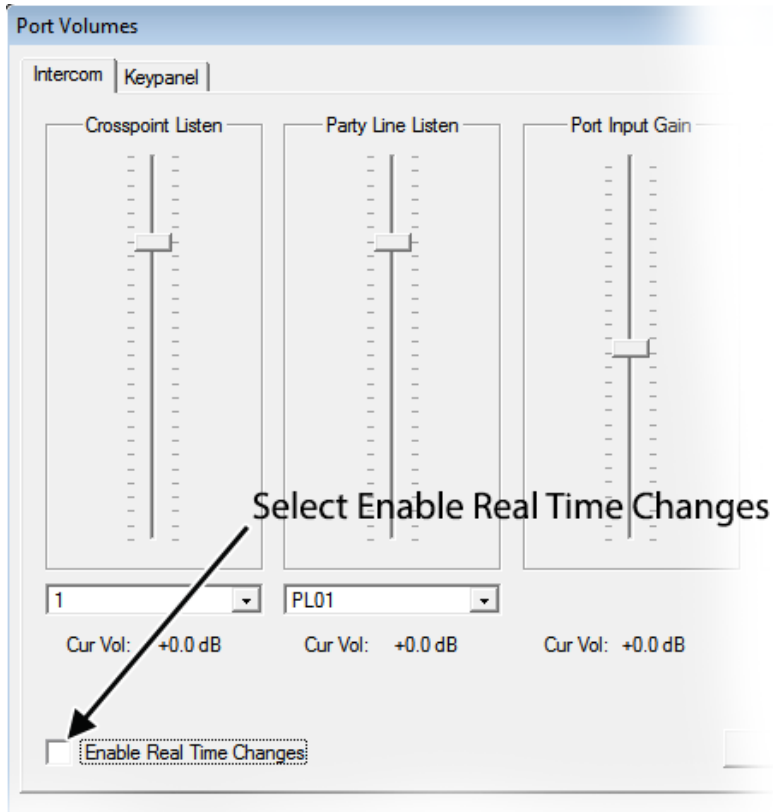 Port Volumes
Intercom Keypanel
Crosspoint Listen Party Line Listen Port Input Gain
Select Enable Real Time Changes
1 PL01
Cur Vol: +0.0 dB Cur Vol: +0.0 dB Cur Vol: +0.0 dB
Enable Real Time Changes